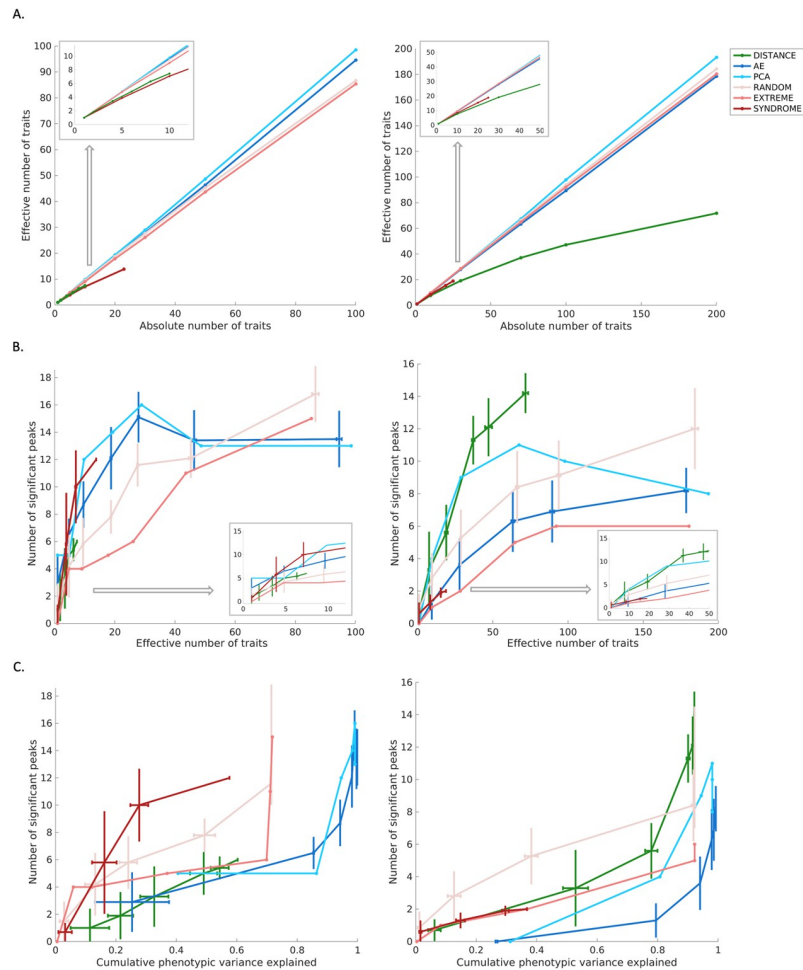 A.
100
90
80
70
60
50
40
30
20
10
0
0 20 40 60 80 100
Effective number of traits
Absolute number of traits
10
8
6
4
2
0
0 5 10
200
180
160
140
120
100
80
60
40
20
0
0 50 100 150 200
Effective number of traits
Absolute number of traits
50
40
30
20
10
0
0 10 20 30 40 50
DISTANCE
AE
PCA
RANDOM
EXTREME
SYNDROME
B.
16
14
12
10
8
6
4
2
0
0 20 40 60 80 100
Number of significant peaks
Effective number of traits
15
10
5
0
0 5 10
16
14
12
10
8
6
4
2
0
0 50 100 150 200
Number of significant peaks
Effective number of traits
15
10
5
0
0 10 20 30 40 50
C.
18
16
14
12
10
8
6
4
2
0
0 0.2 0.4 0.6 0.8 1
Number of significant peaks
Cumulative phenotypic variance explained
16
14
12
10
8
6
4
2
0
0 0.2 0.4 0.6 0.8 1
Number of significant peaks
Cumulative phenotypic variance explained